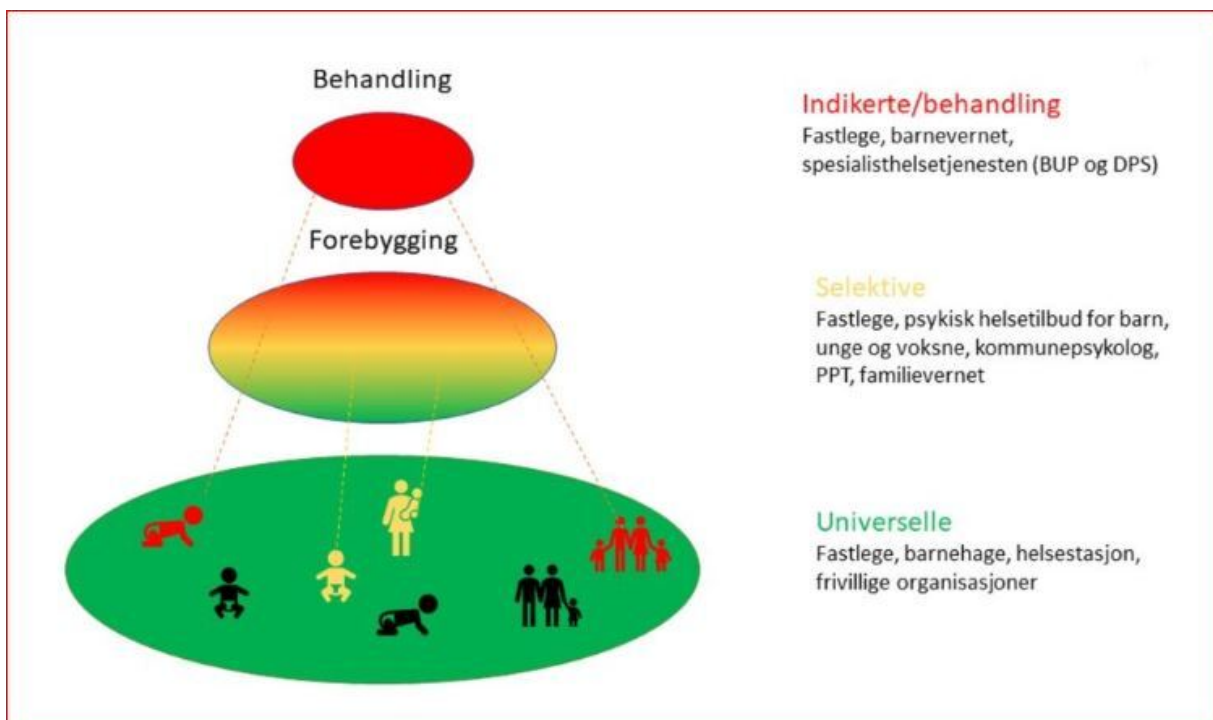 Behandling
Indikerte/behandling
Fastlege, barnevernet,
spesialisthelsetjenesten (BUP og DPS)
Forebygging
Selektive
Fastlege, psykisk helsetilbud for barn,
unge og voksne, kommunepsykolog,
PPT, familievernet
Universelle
Fastlege, barnehage, helsestasjon,
frivillige organisasjoner